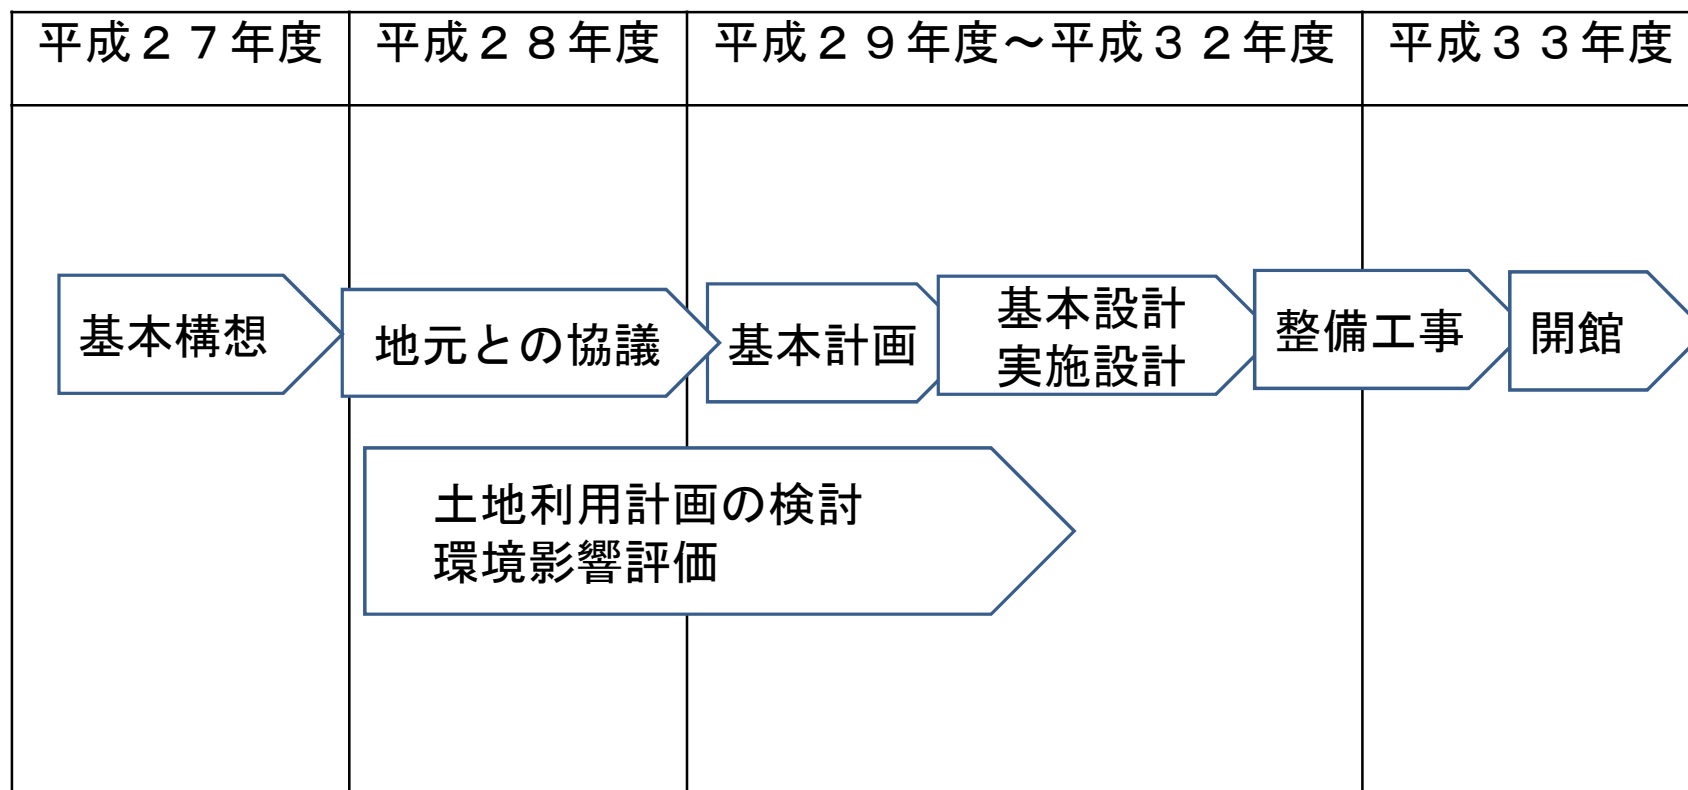 平成２７年度
平成２８年度
平成２９年度～平成３２年度
平成３３年度
基本構想
地元との協議
基本計画
基本設計
実施設計
整備工事
開館
土地利用計画の検討
環境影響評価